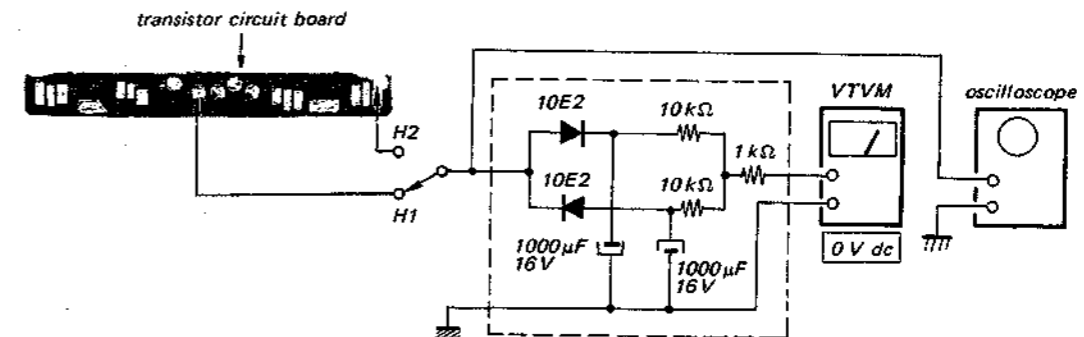 transistor circuit board
VTVM
oscilloscope
10E2
10kΩ
1kΩ
H2
10E2
10kΩ
H1
1000μF
16V
1000μF
16V
0 V dc